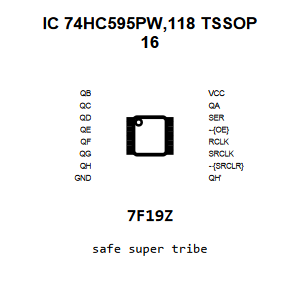 IC 74HC595PW,118 TSSOP
16
QB VCC
QC QA
QD SER
QE ~{OE}
QF RCLK
QG SRCLK
QH ~{SRCLR}
GND QH'
7F19Z
safe super tribe